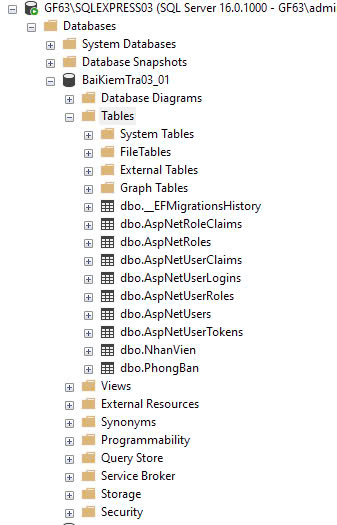 GF63\SQLEXPRESS03 (SQL Server 16.0.1000 - GF63\admi
Databases
System Databases
Database Snapshots
BaiKiemTra03_01
Database Diagrams
Tables
System Tables
FileTables
External Tables
Graph Tables
dbo.__EFMigrationsHistory
dbo.AspNetRoleClaims
dbo.AspNetRoles
dbo.AspNetUserClaims
dbo.AspNetUserLogins
dbo.AspNetUserRoles
dbo.AspNetUsers
dbo.AspNetUserTokens
dbo.NhanVien
dbo.PhongBan
Views
External Resources
Synonyms
Programmability
Query Store
Service Broker
Storage
Security